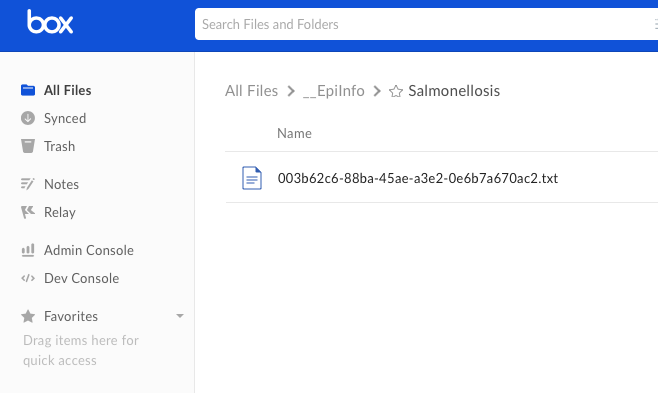 box
Search Files and Folders
All Files
Synced
Trash
Notes
Relay
Admin Console
Dev Console
Favorites
Drag items here for
quick access
All Files > __EpiInfo > Salmonellosis
Name
003b62c6-88ba-45ae-a3e2-0e6b7a670ac2.txt